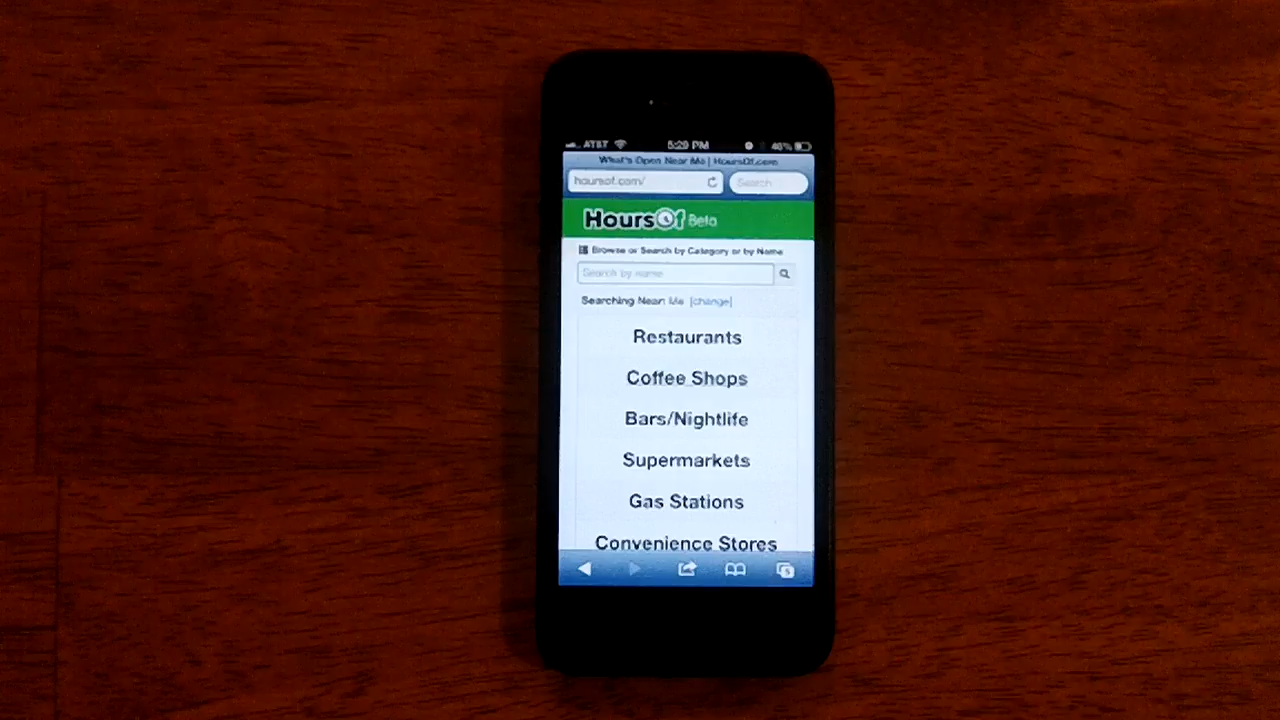 AT&T 5:29 PM 46%
What's Open Near Me | HoursOf.com
hoursof.com/ Search
HoursOf Beta
Browse or Search by Category or by Name
Search by name
Searching Near: Me [change]
Restaurants
Coffee Shops
Bars/Nightlife
Supermarkets
Gas Stations
Convenience Stores
5